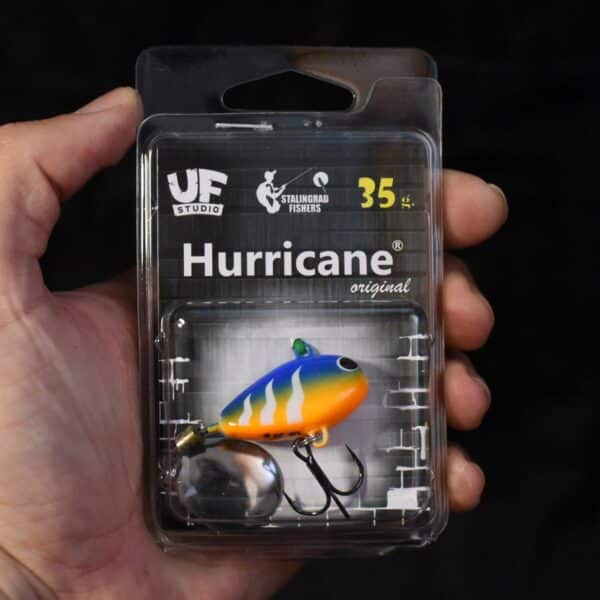 UF
STUDIO
STALINGRAD
FISHERS
35 g.
Hurricane®
original